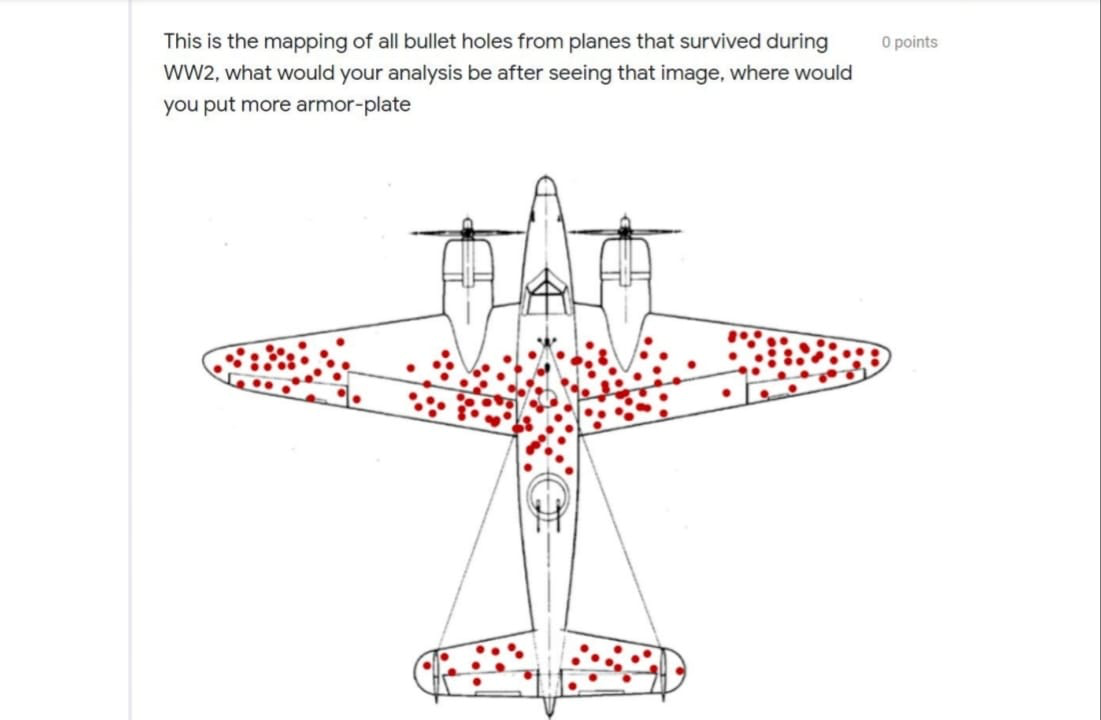 This is the mapping of all bullet holes from planes that survived during
0 points
WW2, what would your analysis be after seeing that image, where would
you put more armor-plate